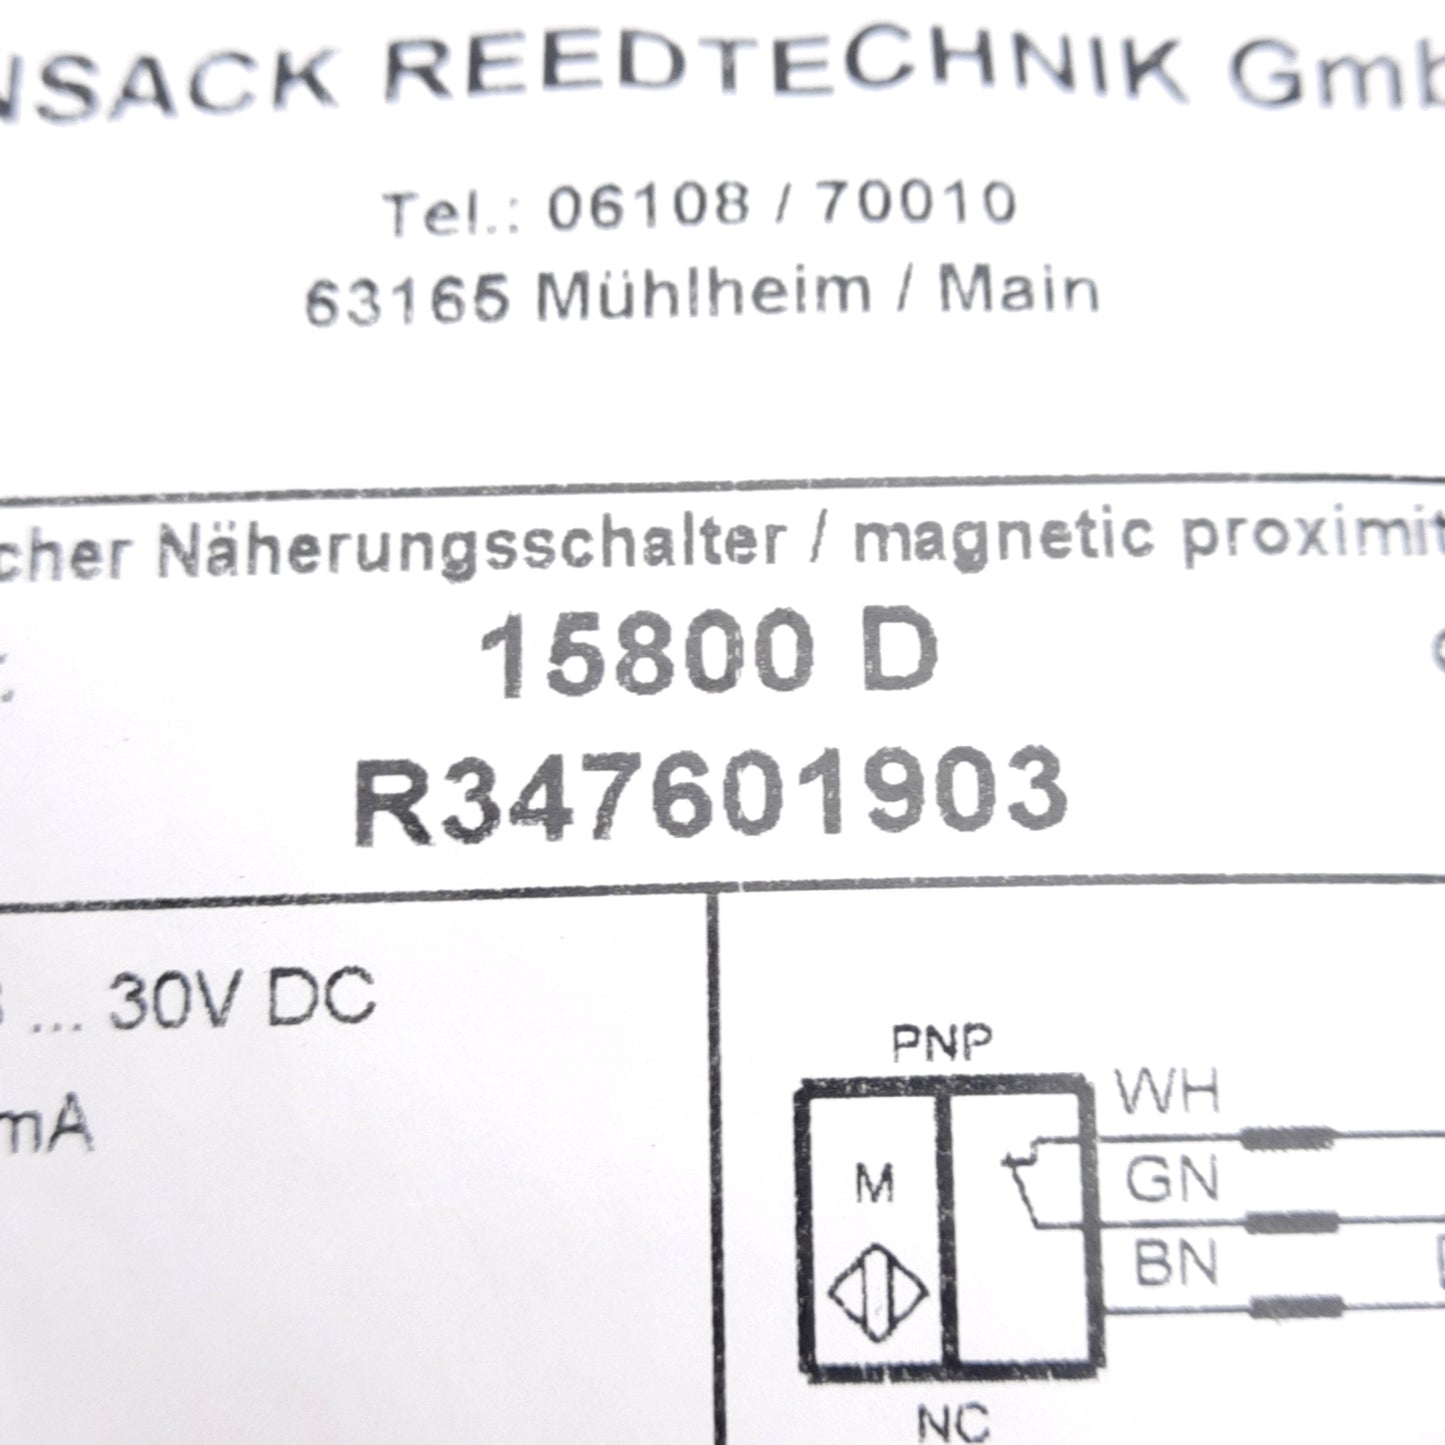 NSACK REEDTECHNIK Gmb
Tel.: 06108 / 70010
63165 Mühlheim / Main
cher Näherungsschalter / magnetic proximit
15800 D
R347601903
... 30V DC
mA
PNP
WH
M
GN
BN
NC